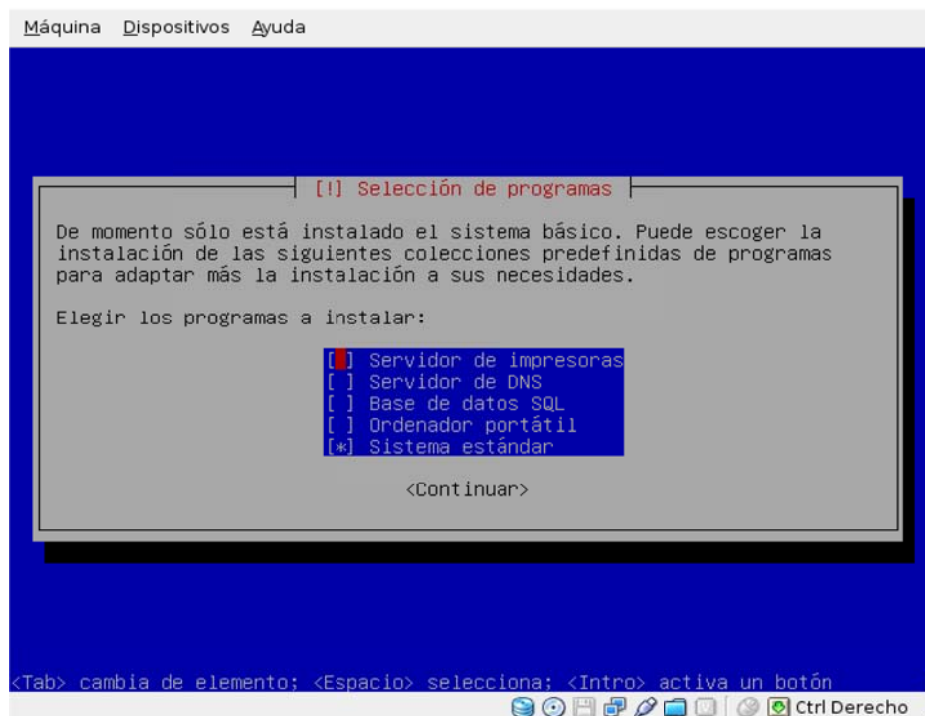 Máquina Dispositivos Ayuda
[!] Selección de programas
De momento sólo está instalado el sistema básico. Puede escoger la
instalación de las siguientes colecciones predefinidas de programas
para adaptar más la instalación a sus necesidades.
Elegir los programas a instalar:
[ ] Servidor de impresoras
[ ] Servidor de DNS
[ ] Base de datos SQL
[ ] Ordenador portátil
[*] Sistema estándar
<Continuar>
<Tab> cambia de elemento; <Espacio> selecciona; <Intro> activa un botón
Ctrl Derecho